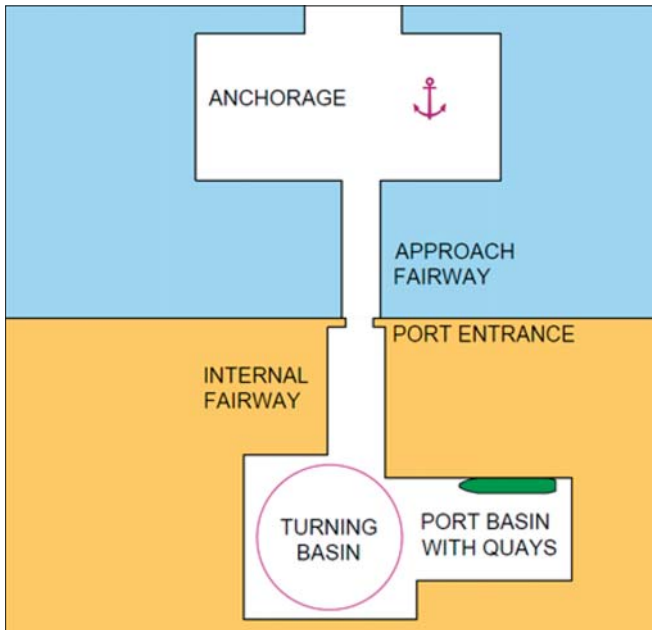 ANCHORAGE
APPROACH
FAIRWAY
PORT ENTRANCE
INTERNAL
FAIRWAY
TURNING
BASIN
PORT BASIN
WITH QUAYS